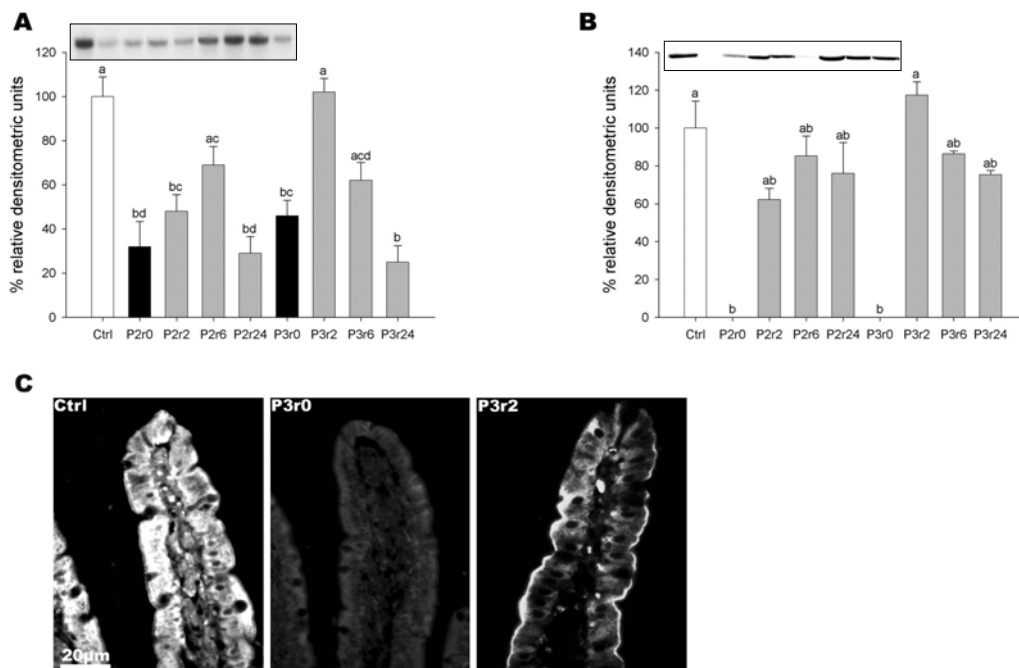 A
% relative densitometric units
120
100
80
60
40
20
0
a
bd
bc
ac
bd
bc
a
acd
b
Ctrl P2r0 P2r2 P2r6 P2r24 P3r0 P3r2 P3r6 P3r24
B
% relative densitometric units
140
120
100
80
60
40
20
0
a
b
ab
ab
ab
b
a
ab
ab
Ctrl P2r0 P2r2 P2r6 P2r24 P3r0 P3r2 P3r6 P3r24
C
Ctrl
20µm
P3r0
P3r2